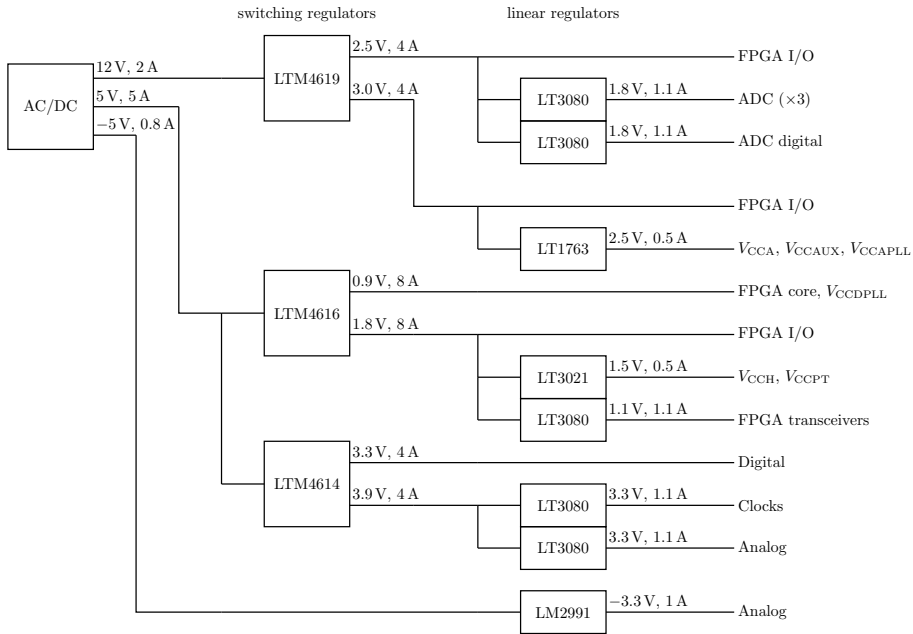 switching regulators
linear regulators
AC/DC
12 V, 2 A
5 V, 5 A
−5 V, 0.8 A
LTM4619
2.5 V, 4 A
FPGA I/O
LT3080
1.8 V, 1.1 A
ADC (×3)
LT3080
1.8 V, 1.1 A
ADC digital
3.0 V, 4 A
FPGA I/O
LT1763
2.5 V, 0.5 A
V_CCA, V_CCAUX, V_CCAPLL
LTM4616
0.9 V, 8 A
FPGA core, V_CCDPLL
1.8 V, 8 A
FPGA I/O
LT3021
1.5 V, 0.5 A
V_CCH, V_CCPT
LT3080
1.1 V, 1.1 A
FPGA transceivers
LTM4614
3.3 V, 4 A
Digital
3.9 V, 4 A
LT3080
3.3 V, 1.1 A
Clocks
LT3080
3.3 V, 1.1 A
Analog
LM2991
−3.3 V, 1 A
Analog